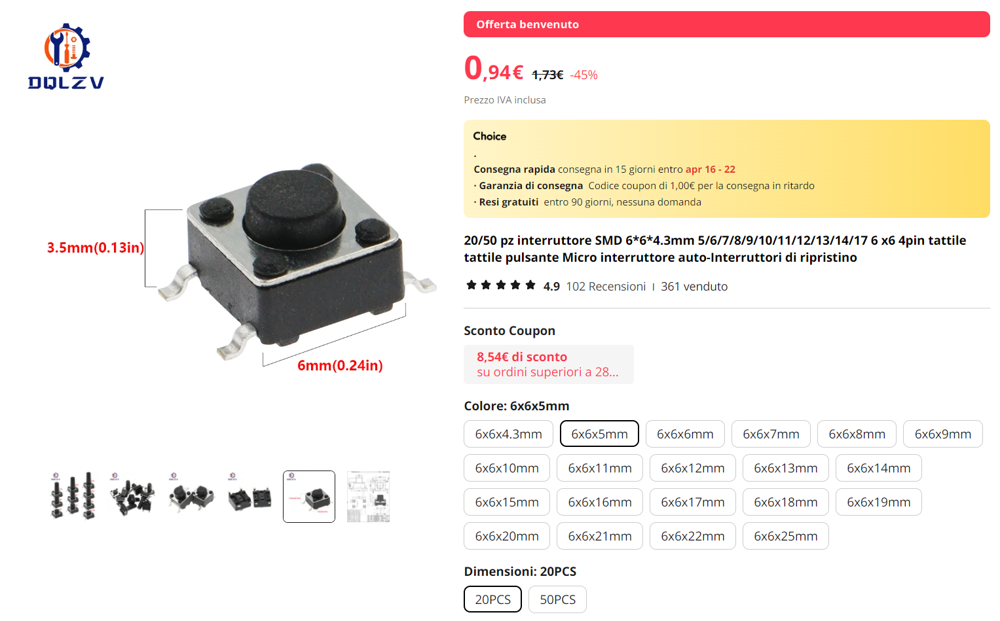 DQLZV
3.5mm(0.13in)
6mm(0.24in)
Offerta benvenuto
0,94€ 1,73€ -45%
Prezzo IVA inclusa
Choice
·
Consegna rapida consegna in 15 giorni entro apr 16 - 22
· Garanzia di consegna Codice coupon di 1,00€ per la consegna in ritardo
· Resi gratuiti entro 90 giorni, nessuna domanda
20/50 pz interruttore SMD 6*6*4.3mm 5/6/7/8/9/10/11/12/13/14/17 6 x6 4pin tattile
tattile pulsante Micro interruttore auto-Interruttori di ripristino
4.9 102 Recensioni I 361 venduto
Sconto Coupon
8,54€ di sconto
su ordini superiori a 28...
Colore: 6x6x5mm
6x6x4.3mm 6x6x5mm 6x6x6mm 6x6x7mm 6x6x8mm 6x6x9mm
6x6x10mm 6x6x11mm 6x6x12mm 6x6x13mm 6x6x14mm
6x6x15mm 6x6x16mm 6x6x17mm 6x6x18mm 6x6x19mm
6x6x20mm 6x6x21mm 6x6x22mm 6x6x25mm
Dimensioni: 20PCS
20PCS 50PCS